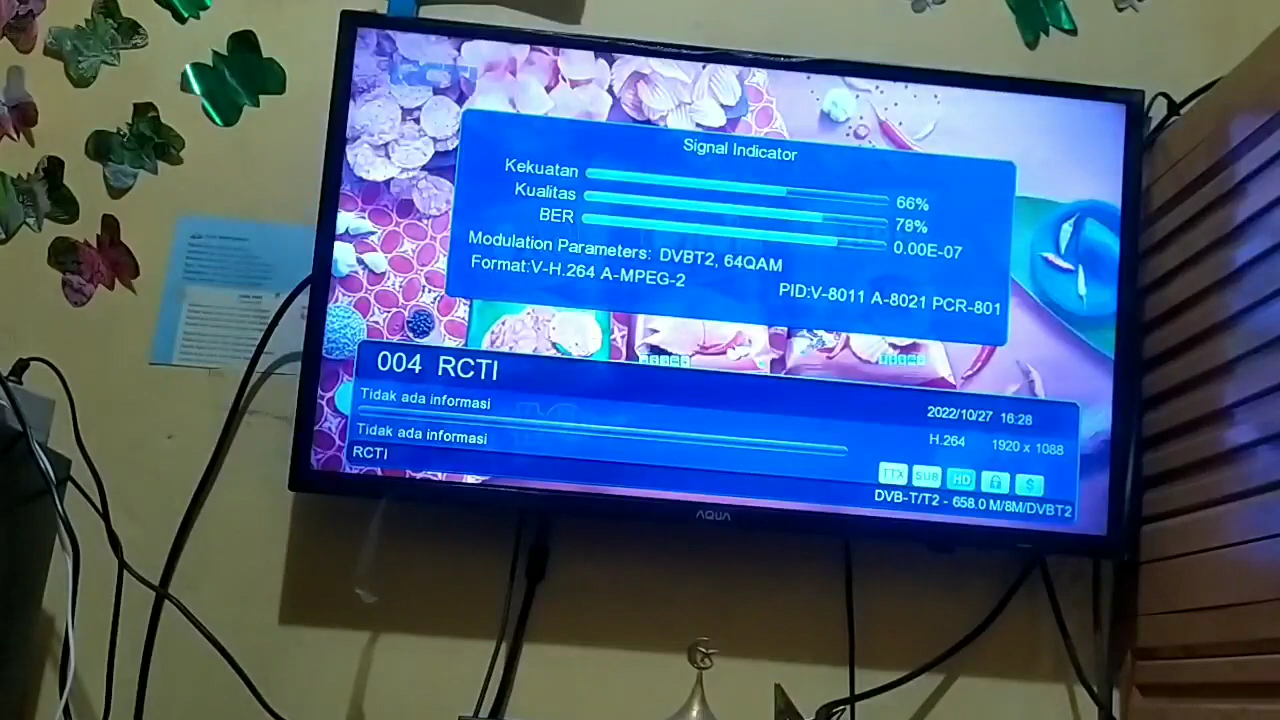 Signal Indicator
Kekuatan 66%
Kualitas 78%
BER 0.00E-07
Modulation Parameters: DVBT2, 64QAM
Format:V-H.264 A-MPEG-2
PID:V-8011 A-8021 PCR-801
004 RCTI
Tidak ada informasi
2022/10/27 16:28
Tidak ada informasi
H.264 1920 x 1088
RCTI
TTX SUB HD $
DVB-T/T2 - 658.0 M/8M/DVBT2
AQUA